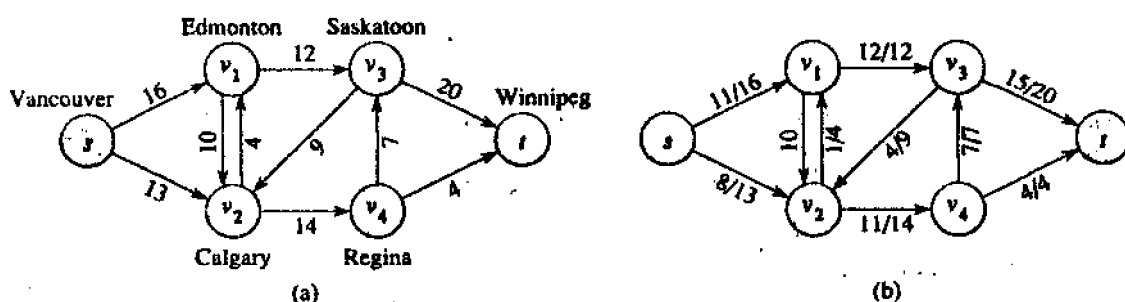 Edmonton Saskatoon
Vancouver
Winnipeg
s
v1
v3
v2
v4
t
16
12
20
13
10
4
9
7
4
14
Calgary Regina
(a)
s
v1
v3
v2
v4
t
11/16
12/12
15/20
8/13
10
1/4
4/9
7/7
4/4
11/14
(b)